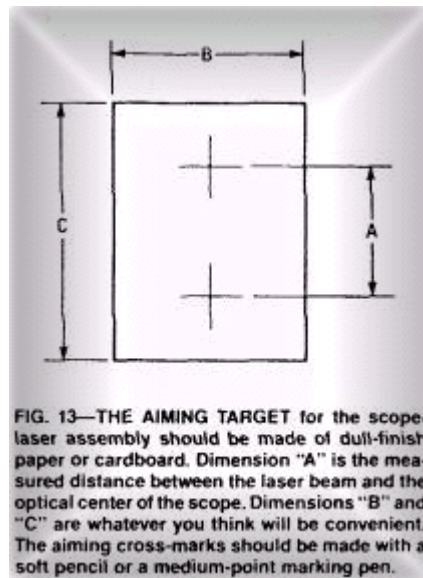 B
C
A
FIG. 13—THE AIMING TARGET for the scope-
laser assembly should be made of dull-finish
paper or cardboard. Dimension "A" is the mea-
sured distance between the laser beam and the
optical center of the scope. Dimensions "B" and
"C" are whatever you think will be convenient.
The aiming cross-marks should be made with a
soft pencil or a medium-point marking pen.